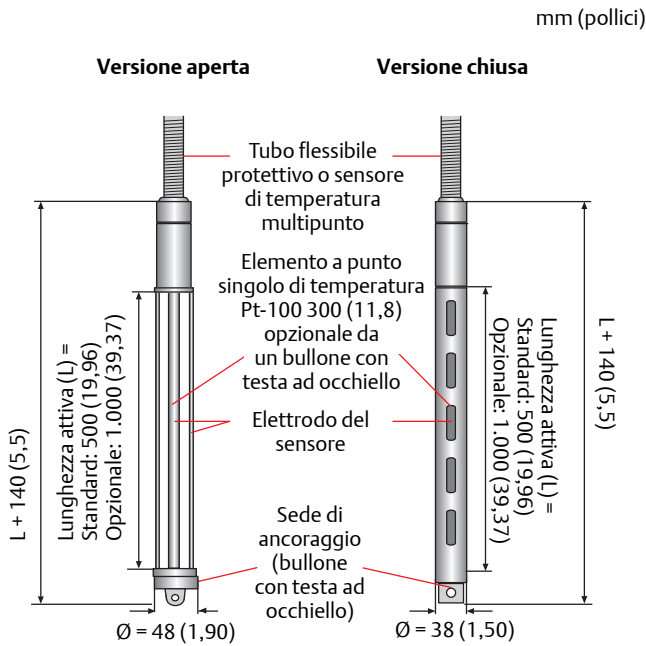 mm (pollici)
Versione aperta
Versione chiusa
Tubo flessibile
protettivo o sensore
di temperatura
multipunto
Elemento a punto
singolo di temperatura
Pt-100 300 (11,8)
opzionale da
un bullone con
testa ad occhiello
Elettrodo del
sensore
Sede di
ancoraggio
(bullone
con testa ad
occhiello)
L + 140 (5,5)
Lunghezza attiva (L) =
Standard: 500 (19,96)
Opzionale: 1.000 (39,37)
Lunghezza attiva (L) =
Standard: 500 (19,96)
Opzionale: 1.000 (39,37)
L + 140 (5,5)
Ø = 48 (1,90)
Ø = 38 (1,50)